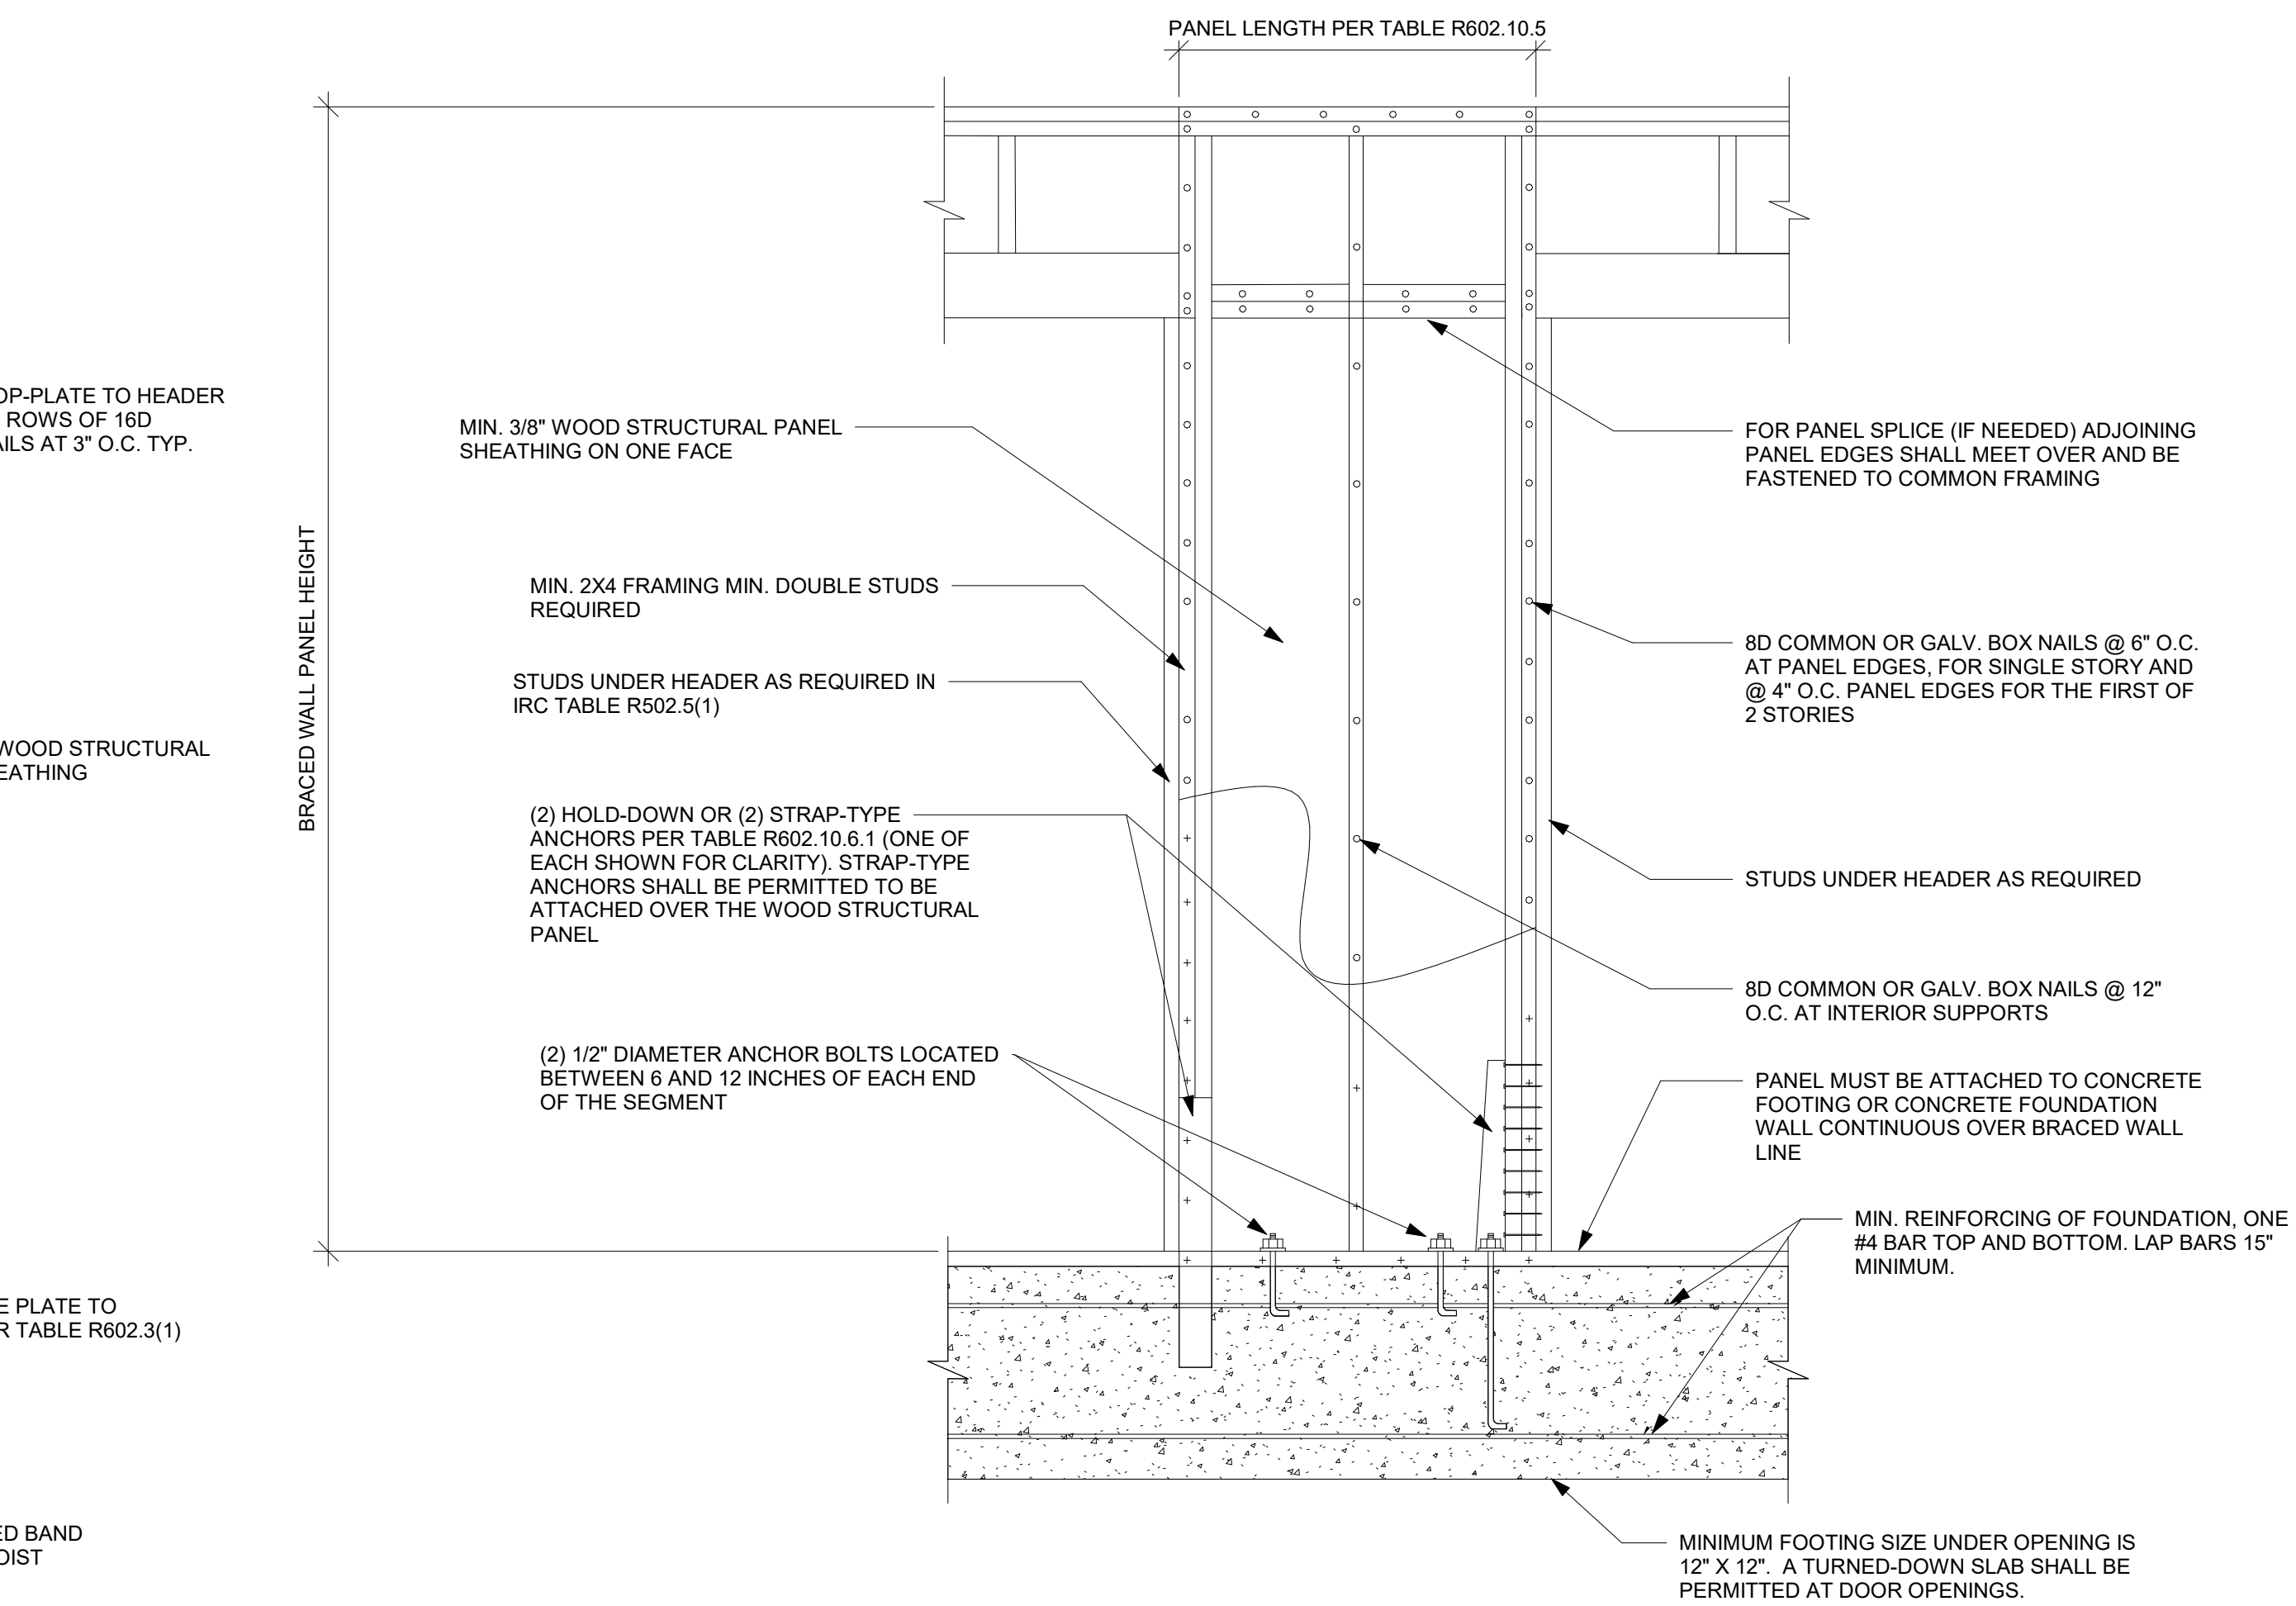 PANEL LENGTH PER TABLE R602.10.5
TO HEADER
ROWS OF 16D
AT 3" O.C. TYP.
WOOD STRUCTURAL
PLATE TO
TABLE R602.3(1)
BAND
BRACED WALL PANEL HEIGHT
MIN. 3/8" WOOD STRUCTURAL PANEL
SHEATHING ON ONE FACE
MIN. 2X4 FRAMING MIN. DOUBLE STUDS
REQUIRED
STUDS UNDER HEADER AS REQUIRED IN
IRC TABLE R502.5(1)
(2) HOLD-DOWN OR (2) STRAP-TYPE
ANCHORS PER TABLE R602.10.6.1 (ONE OF
EACH SHOWN FOR CLARITY). STRAP-TYPE
ANCHORS SHALL BE PERMITTED TO BE
ATTACHED OVER THE WOOD STRUCTURAL
PANEL
(2) 1/2" DIAMETER ANCHOR BOLTS LOCATED
BETWEEN 6 AND 12 INCHES OF EACH END
OF THE SEGMENT
FOR PANEL SPLICE (IF NEEDED) ADJOINING
PANEL EDGES SHALL MEET OVER AND BE
FASTENED TO COMMON FRAMING
8D COMMON OR GALV. BOX NAILS @ 6" O.C.
AT PANEL EDGES, FOR SINGLE STORY AND
@ 4" O.C. PANEL EDGES FOR THE FIRST OF
2 STORIES
STUDS UNDER HEADER AS REQUIRED
8D COMMON OR GALV. BOX NAILS @ 12"
O.C. AT INTERIOR SUPPORTS
PANEL MUST BE ATTACHED TO CONCRETE
FOOTING OR CONCRETE FOUNDATION
WALL CONTINUOUS OVER BRACED WALL
LINE
MIN. REINFORCING OF FOUNDATION, ONE
#4 BAR TOP AND BOTTOM. LAP BARS 15"
MINIMUM.
MINIMUM FOOTING SIZE UNDER OPENING IS
12" X 12". A TURNED-DOWN SLAB SHALL BE
PERMITTED AT DOOR OPENINGS.